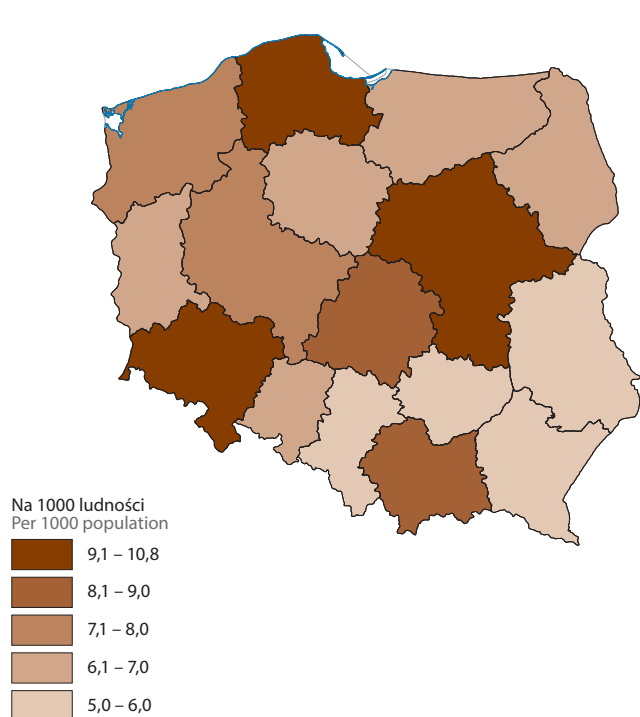 Na 1000 ludności
Per 1000 population
9,1 – 10,8
8,1 – 9,0
7,1 – 8,0
6,1 – 7,0
5,0 – 6,0